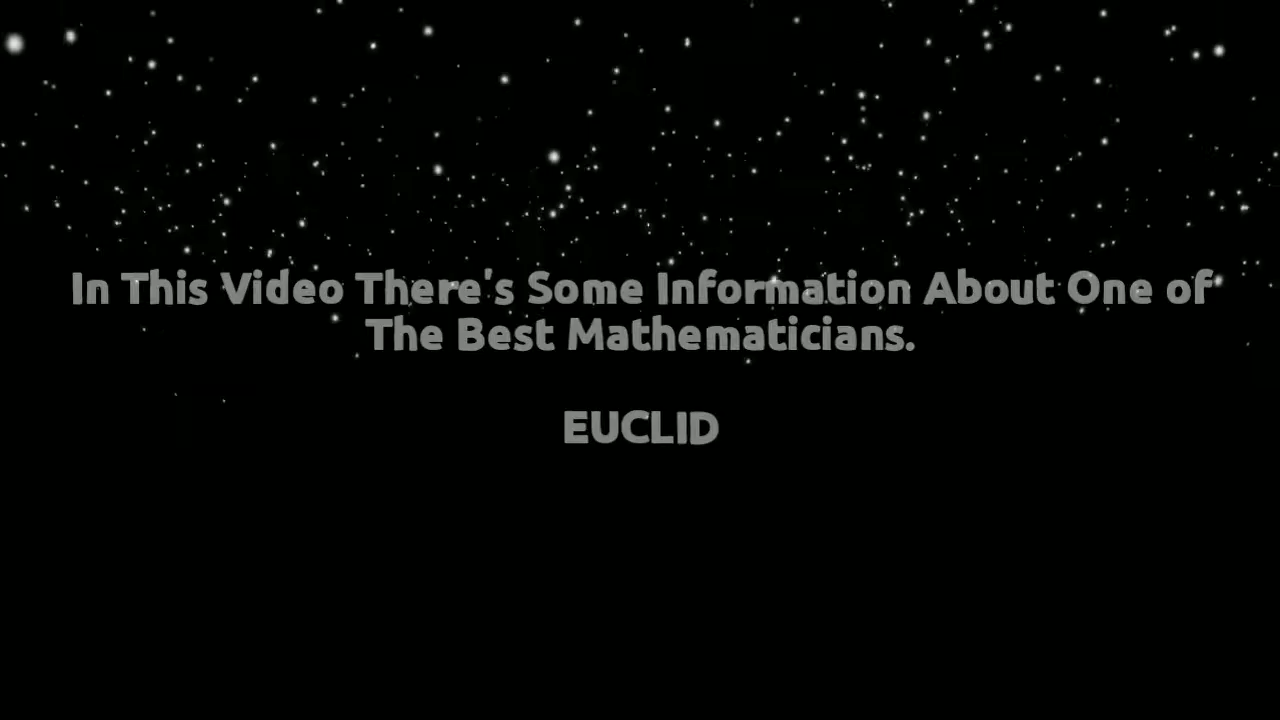 In This Video There's Some Information About One of
The Best Mathematicians.
EUCLID